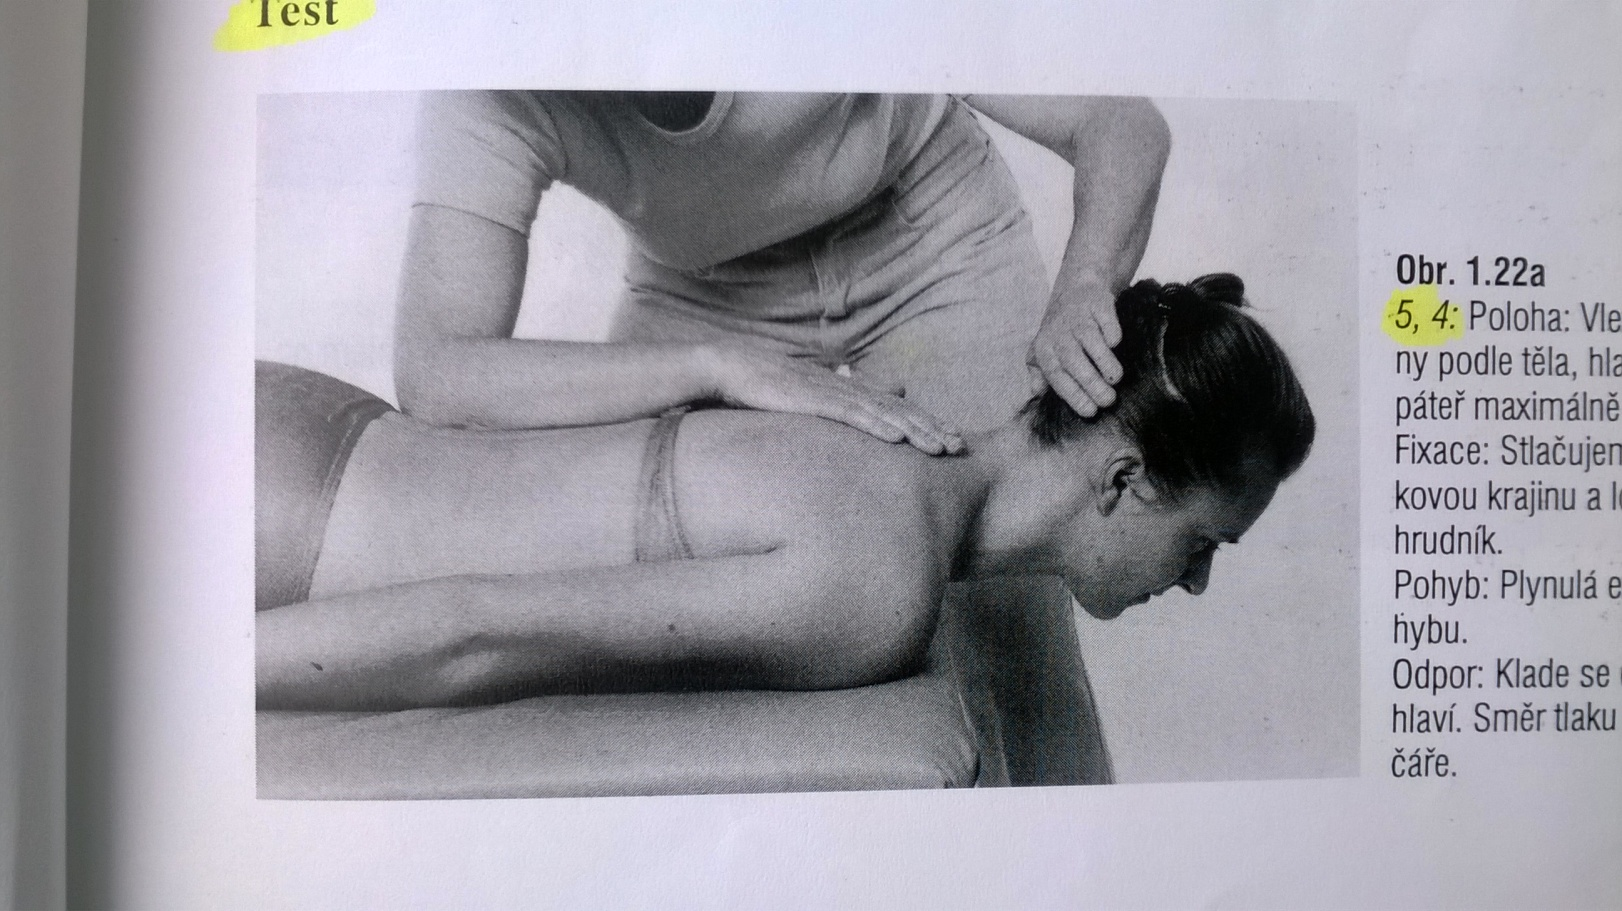 Test
Obr. 1.22a
5, 4: Poloha: Vle
ny podle těla, hla
páteř maximálně
Fixace: Stlačujem
kovou krajinu a l
hrudník.
Pohyb: Plynulá e
hybu.
Odpor: Klade se
hlaví. Směr tlaku
čáře.